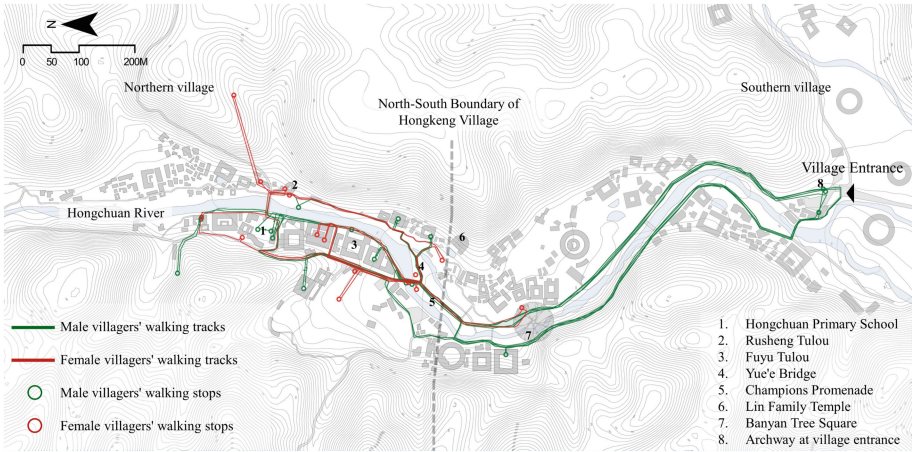 N
0 50 100 200M
Northern village
North-South Boundary of
Hongkeng Village
Southern village
Village Entrance
Hongchuan River
1
2
3
4
5
6
7
8
Male villagers' walking tracks
Female villagers' walking tracks
Male villagers' walking stops
Female villagers' walking stops
1. Hongchuan Primary School
2. Rusheng Tulou
3. Fuyu Tulou
4. Yue'e Bridge
5. Champions Promenade
6. Lin Family Temple
7. Banyan Tree Square
8. Archway at village entrance